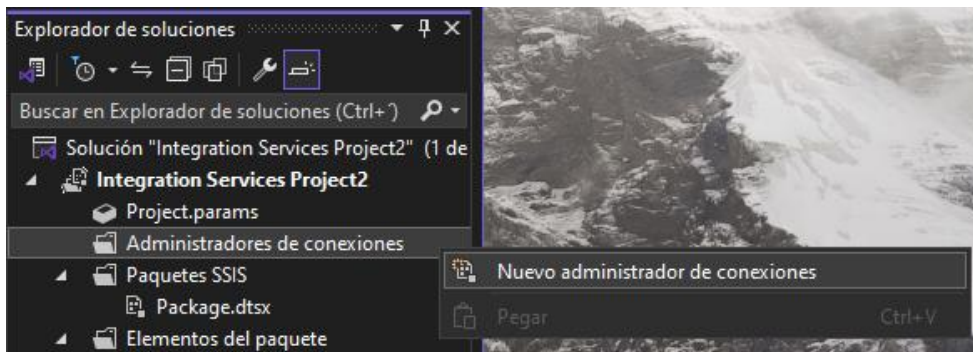 Explorador de soluciones
Buscar en Explorador de soluciones (Ctrl+´)
Solución "Integration Services Project2" (1 de
Integration Services Project2
Project.params
Administradores de conexiones
Nuevo administrador de conexiones
Paquetes SSIS
Package.dtsx
Pegar Ctrl+V
Elementos del paquete